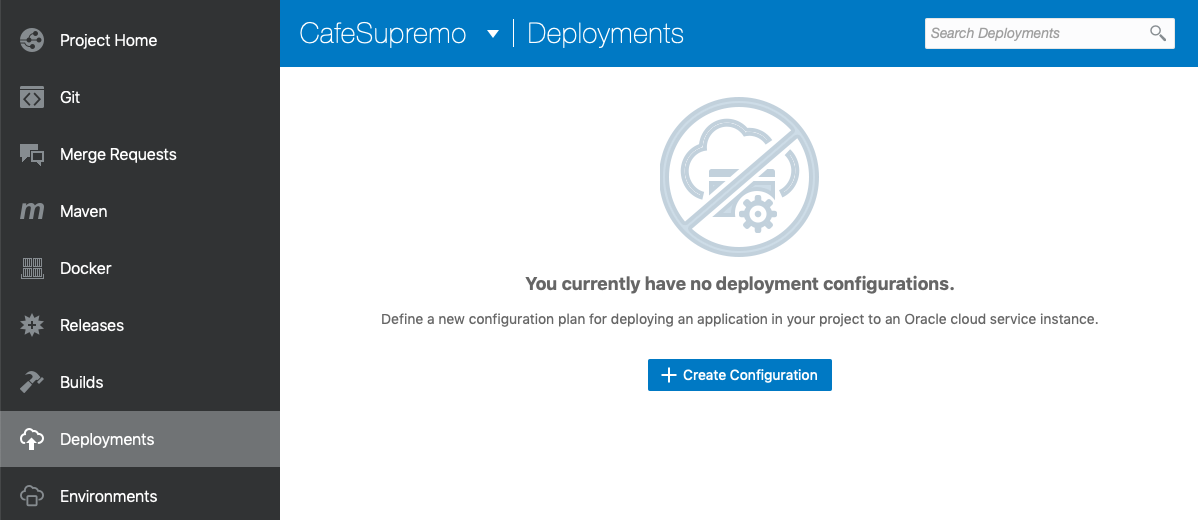 Project Home
Git
Merge Requests
Maven
Docker
Releases
Builds
Deployments
Environments
CafeSupremo
Deployments
Search Deployments
You currently have no deployment configurations.
Define a new configuration plan for deploying an application in your project to an Oracle cloud service instance.
Create Configuration